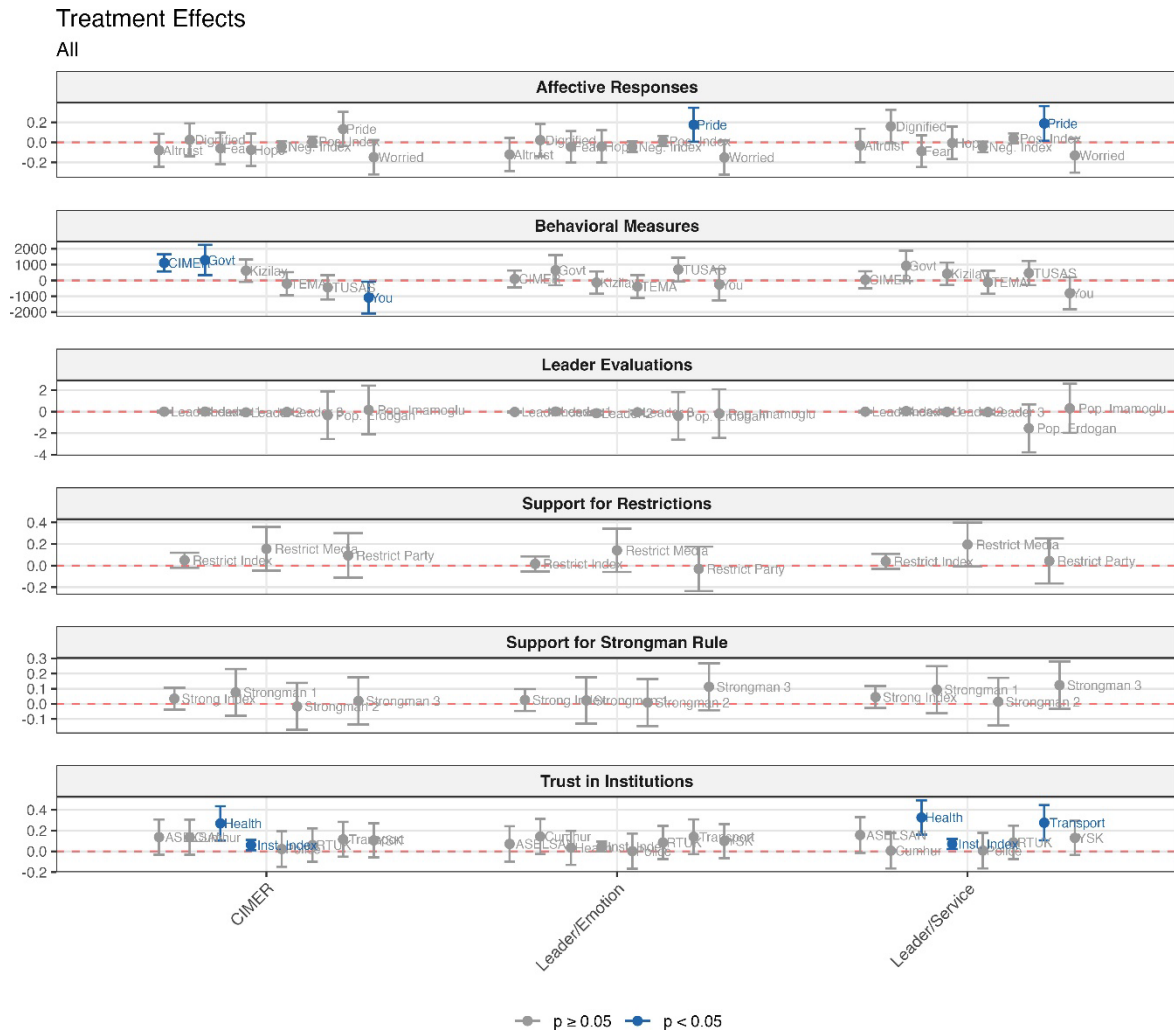 Treatment Effects
All
Affective Responses
0.2
0.0
-0.2
Altruist
Dignified
Fear
Hope
Neg. Index
Pos. Index
Pride
Worried
Altruist
Dignified
Fear
Hope
Neg. Index
Pos. Index
Pride
Worried
Altruist
Dignified
Fear
Hope
Neg. Index
Pos. Index
Pride
Worried
Behavioral Measures
2000
1000
0
-1000
-2000
CIMER
Govt
Kizilay
TEMA
TUSAS
You
CIMER
Govt
Kizilay
TEMA
TUSAS
You
CIMER
Govt
Kizilay
TEMA
TUSAS
You
Leader Evaluations
2
0
-2
-4
Leader 3
Pop. Erdogan
Pop. Imamoglu
Leader 3
Pop. Erdogan
Pop. Imamoglu
Leader 3
Pop. Erdogan
Pop. Imamoglu
Support for Restrictions
0.4
0.2
0.0
-0.2
Restrict Index
Restrict Media
Restrict Party
Restrict Index
Restrict Media
Restrict Party
Restrict Index
Restrict Media
Restrict Party
Support for Strongman Rule
0.3
0.2
0.1
0.0
-0.1
Strong Index
Strongman 1
Strongman 2
Strongman 3
Strong Index
Strongman 1
Strongman 2
Strongman 3
Strong Index
Strongman 1
Strongman 2
Strongman 3
Trust in Institutions
0.4
0.2
0.0
-0.2
ASELSAN
Cumhur
Health
Inst. Index
RTUK
Transport
YSK
ASELSAN
Cumhur
Health
Inst. Index
Police
RTUK
Transport
YSK
ASELSAN
Cumhur
Health
Inst. Index
Police
RTUK
Transport
YSK
CIMER
Leader/Emotion
Leader/Service
p ≥ 0.05
p < 0.05